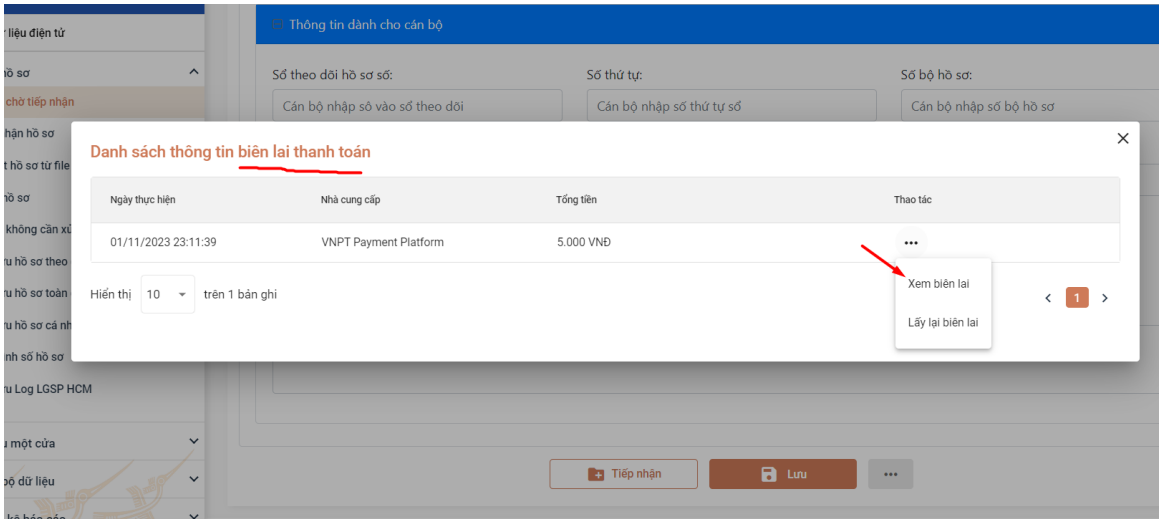 liệu điện tử
Thông tin dành cho cán bộ
hồ sơ
Sổ theo dõi hồ sơ số:
Số thứ tự:
Số bộ hồ sơ:
chờ tiếp nhận
Cán bộ nhập số vào sổ theo dõi
Cán bộ nhập số thứ tự sổ
Cán bộ nhập số bộ hồ sơ
hận hồ sơ
Danh sách thông tin biên lai thanh toán
t hồ sơ từ file
Ngày thực hiện
Nhà cung cấp
Tổng tiền
Thao tác
hồ sơ
không cần xử
01/11/2023 23:11:39
VNPT Payment Platform
5.000 VNĐ
ru hồ sơ theo
Xem biên lai
ru hồ sơ toàn
Hiển thị 10 trên 1 bản ghi
1
ru hồ sơ cá nh
Lấy lại biên lai
ình số hồ sơ
ru Log LGSP HCM
một cửa
Tiếp nhận
Lưu
bộ dữ liệu
kê báo cáo